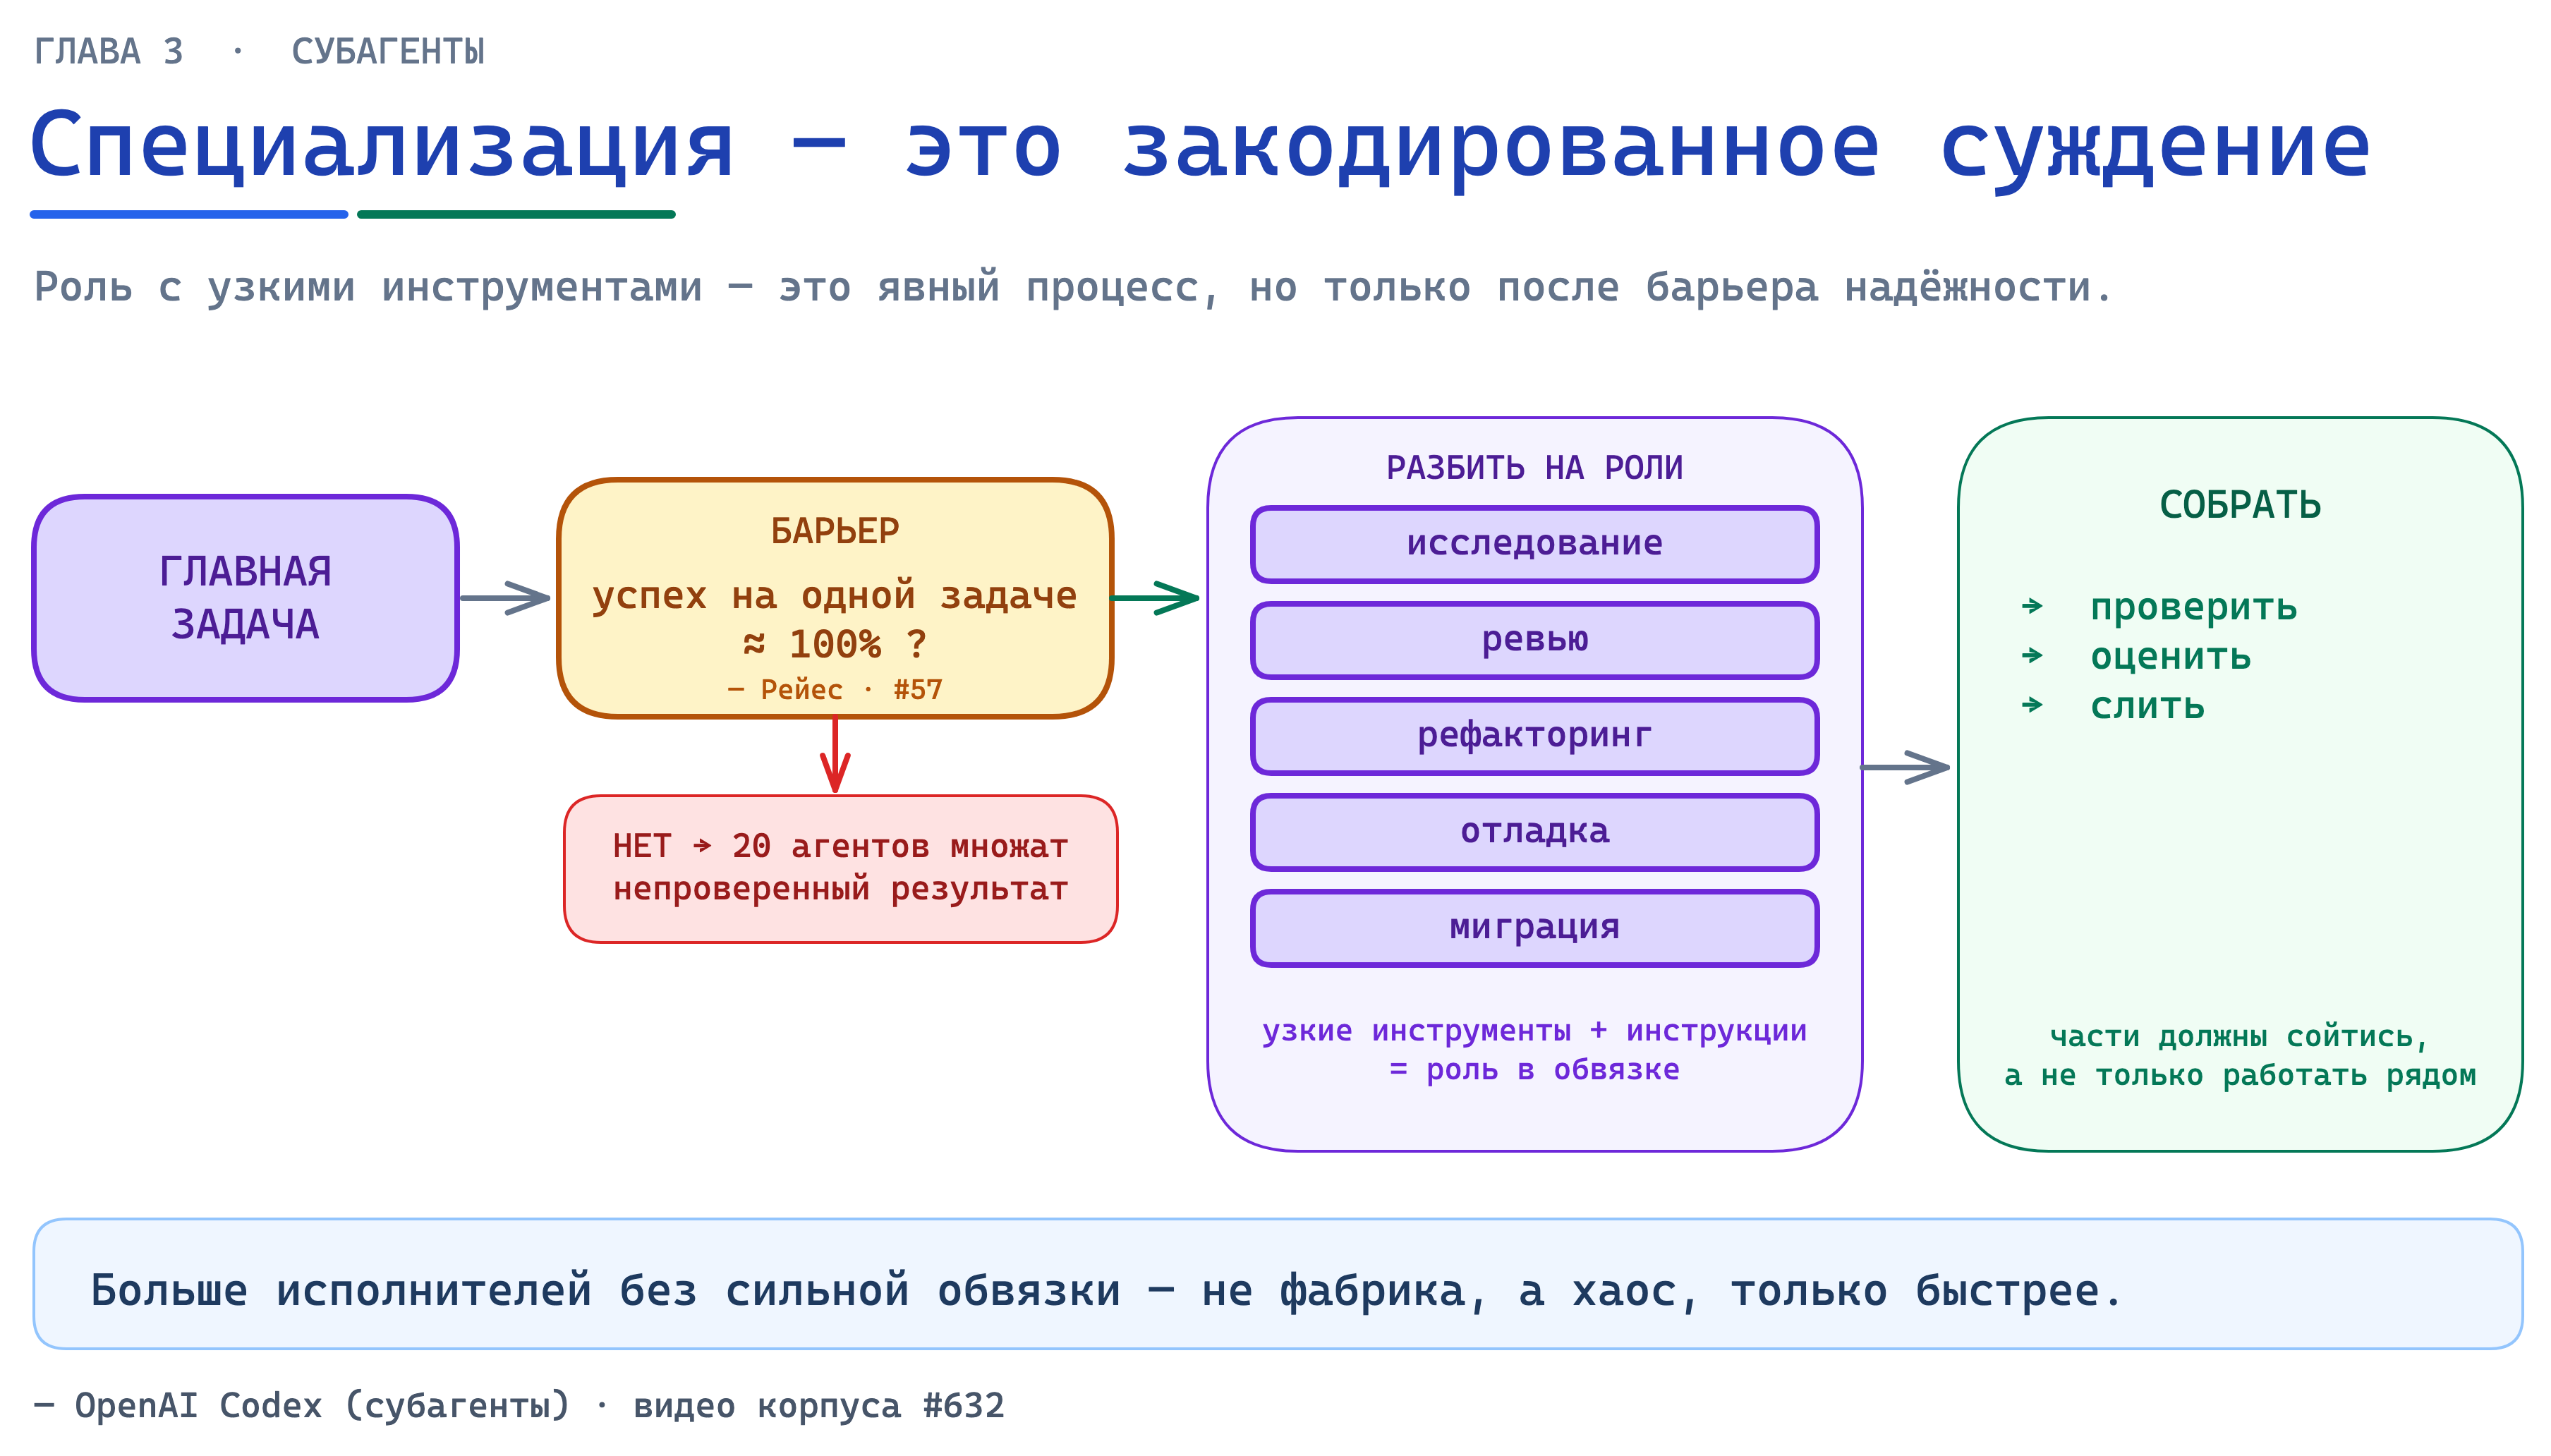 ГЛАВА 3 · СУБАГЕНТЫ
Специализация — это закодированное суждение
Роль с узкими инструментами — это явный процесс, но только после барьера надёжности.
ГЛАВНАЯ
ЗАДАЧА
БАРЬЕР
успех на одной задаче
≈ 100% ?
— Рейес · #57
НЕТ → 20 агентов множат
непроверенный результат
РАЗБИТЬ НА РОЛИ
исследование
ревью
рефакторинг
отладка
миграция
узкие инструменты + инструкции
= роль в обвязке
СОБРАТЬ
→ проверить
→ оценить
→ слить
части должны сойтись,
а не только работать рядом
Больше исполнителей без сильной обвязки — не фабрика, а хаос, только быстрее.
— OpenAI Codex (субагенты) · видео корпуса #632